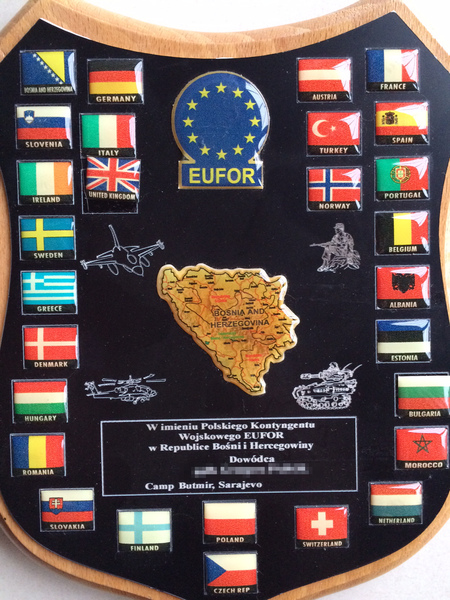 BOSNIA AND HERZEGOVINA
GERMANY
AUSTRIA
FRANCE
SLOVENIA
ITALY
EUFOR
TURKEY
SPAIN
IRELAND
UNITED KINGDOM
NORWAY
PORTUGAL
SWEDEN
BELGIUM
GREECE
BOSNIA AND
HERZEGOVINA
ALBANIA
DENMARK
ESTONIA
HUNGARY
BULGARIA
ROMANIA
MOROCCO
W imieniu Polskiego Kontyngentu
Wojskowego EUFOR
w Republice Bośni i Hercegowiny
Dowódca
Camp Butmir, Sarajevo
SLOVAKIA
FINLAND
POLAND
SWITZERLAND
NETHERLAND
CZECH REP